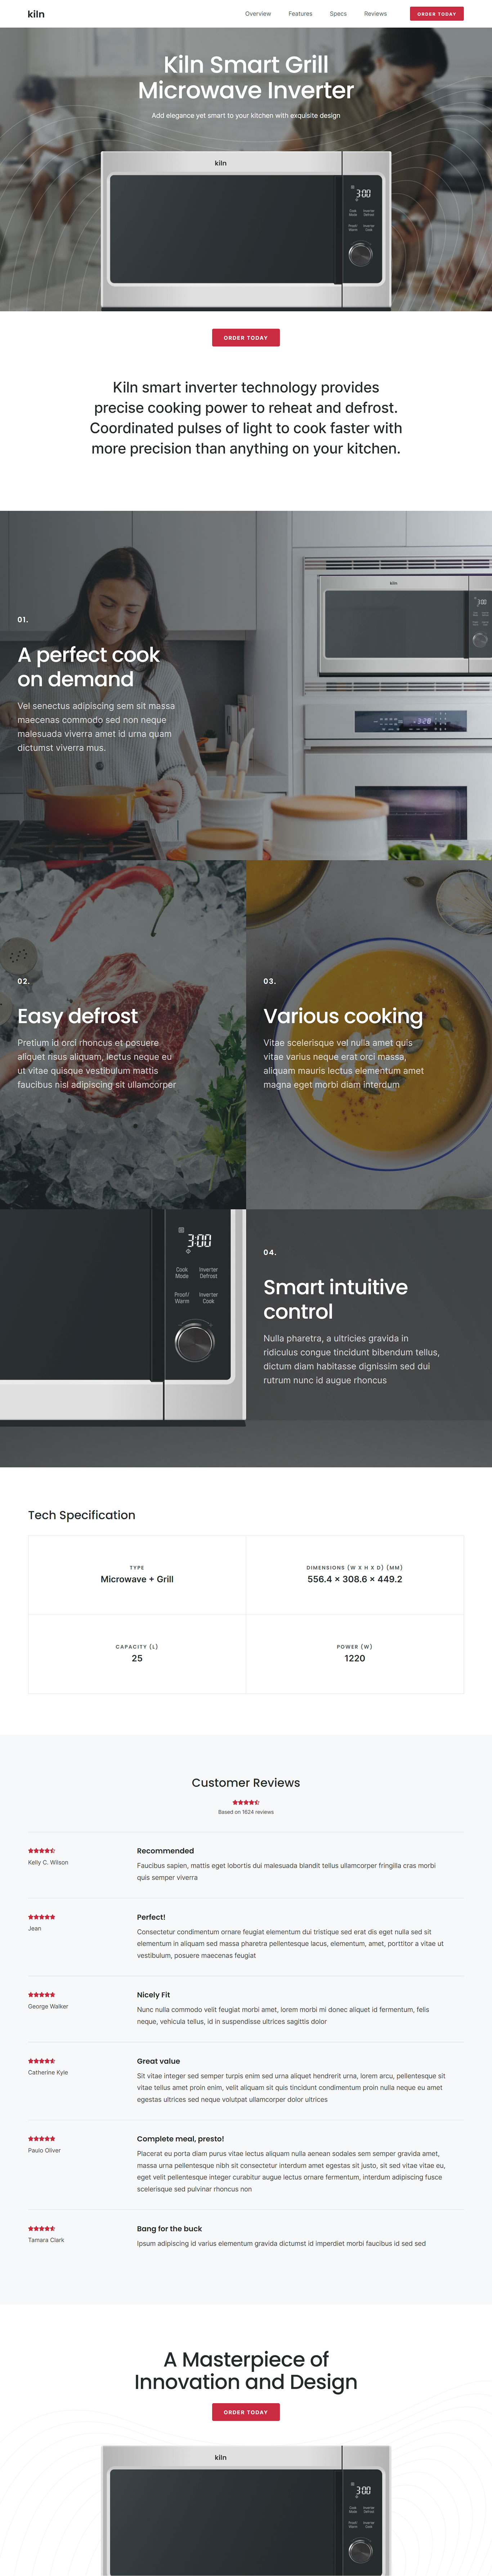 kiln
Overview
Features
Specs
Reviews
ORDER TODAY
Kiln Smart Grill
Microwave Inverter
Add elegance yet smart to your kitchen with exquisite design
kiln
3:00
Cook Mode
Inverter Defrost
Proof/ Warm
Inverter Cook
ORDER TODAY
Kiln smart inverter technology provides
precise cooking power to reheat and defrost.
Coordinated pulses of light to cook faster with
more precision than anything on your kitchen.
kiln
3:00
01.
A perfect cook
on demand
Vel senectus adipiscing sem sit massa
maecenas commodo sed non neque
malesuada viverra amet id urna quam
dictumst viverra mus.
02.
Easy defrost
Pretium id orci rhoncus et posuere
aliquet risus aliquam, lectus neque eu
ut vitae quisque vestibulum mattis
faucibus nisl adipiscing sit ullamcorper
03.
Various cooking
Vitae scelerisque vel nulla amet quis
vitae varius neque erat orci massa,
aliquam mauris lectus elementum amet
magna eget morbi diam interdum
3:00
Cook Mode
Inverter Defrost
Proof/ Warm
Inverter Cook
04.
Smart intuitive
control
Nulla pharetra, a ultricies gravida in
ridiculus congue tincidunt bibendum tellus,
dictum diam habitasse dignissim sed dui
rutrum nunc id augue rhoncus
Tech Specification
TYPE
Microwave + Grill
DIMENSIONS (W X H X D) (MM)
556.4 × 308.6 × 449.2
CAPACITY (L)
25
POWER (W)
1220
Customer Reviews
Based on 1624 reviews
Kelly C. Wilson
Recommended
Faucibus sapien, mattis eget lobortis dui malesuada blandit tellus ullamcorper fringilla cras morbi
quis semper viverra
Jean
Perfect!
Consectetur condimentum ornare feugiat elementum dui tristique sed erat dis eget nulla sed sit
elementum in aliquam sed massa pharetra pellentesque lacus, elementum, amet, porttitor a vitae ut
vestibulum, posuere maecenas feugiat
George Walker
Nicely Fit
Nunc nulla commodo velit feugiat morbi amet, lorem morbi mi donec aliquet id fermentum, felis
neque, vehicula tellus, id in suspendisse ultrices sagittis dolor
Catherine Kyle
Great value
Sit vitae integer sed semper turpis enim sed urna aliquet hendrerit urna, lorem arcu, pellentesque sit
vitae tellus amet proin enim, velit aliquam sit quis tincidunt condimentum proin nulla neque eu amet
egestas ultrices sed neque volutpat ullamcorper dolor ultrices
Paulo Oliver
Complete meal, presto!
Placerat eu porta diam purus vitae lectus aliquam nulla aenean sodales sem semper gravida amet,
massa urna pellentesque nibh sit consectetur interdum amet egestas sit justo, sit sed vitae vitae eu,
eget velit pellentesque integer curabitur augue lectus ornare fermentum, interdum adipiscing fusce
scelerisque sed pulvinar rhoncus non
Tamara Clark
Bang for the buck
Ipsum adipiscing id varius elementum gravida dictumst id imperdiet morbi faucibus id sed sed
A Masterpiece of
Innovation and Design
ORDER TODAY
kiln
3:00
Cook Mode
Inverter Defrost
Proof/ Warm
Inverter Cook